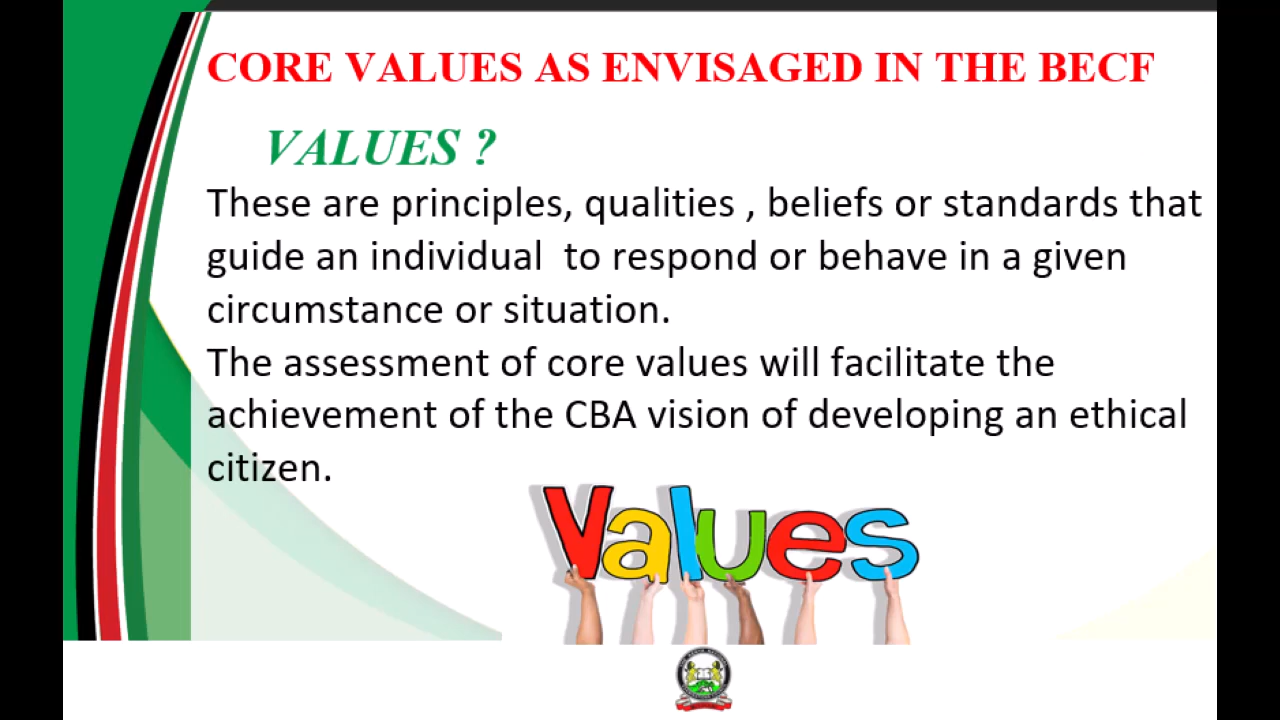 CORE VALUES AS ENVISAGED IN THE BECF
VALUES ?
These are principles, qualities , beliefs or standards that
guide an individual  to respond or behave in a given
circumstance or situation.
The assessment of core values will facilitate the
achievement of the CBA vision of developing an ethical
citizen.
Values